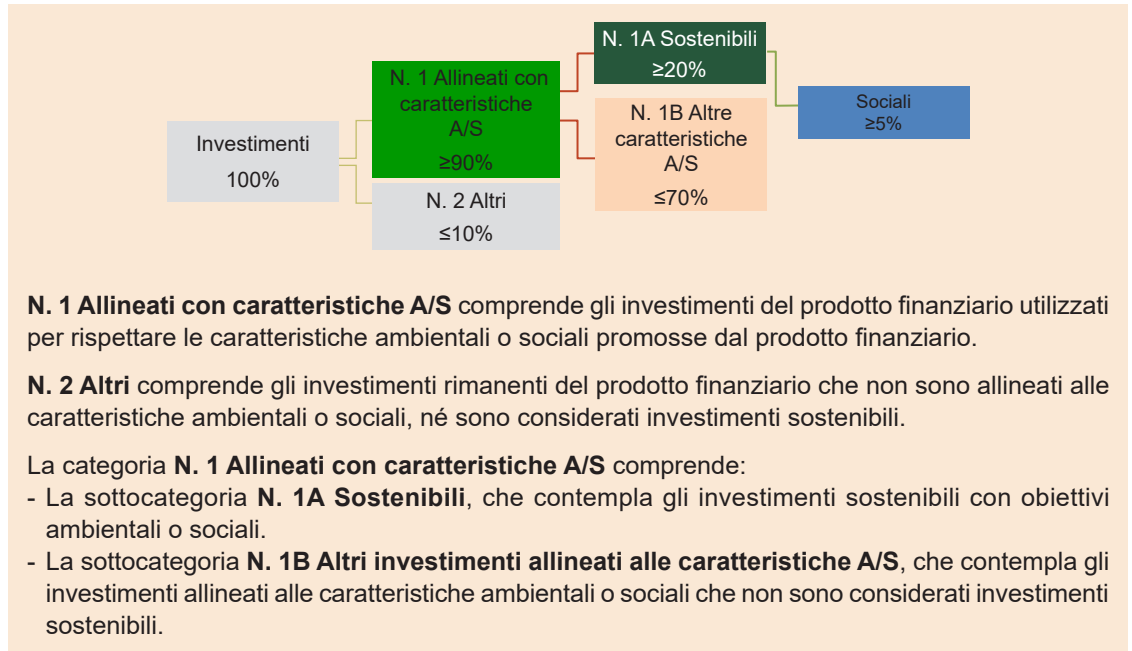 N. 1A Sostenibili
≥20%
N. 1 Allineati con
caratteristiche
A/S
≥90%
Sociali
≥5%
N. 1B Altre
caratteristiche
A/S
≤70%
Investimenti
100%
N. 2 Altri
≤10%
N. 1 Allineati con caratteristiche A/S comprende gli investimenti del prodotto finanziario utilizzati
per rispettare le caratteristiche ambientali o sociali promosse dal prodotto finanziario.
N. 2 Altri comprende gli investimenti rimanenti del prodotto finanziario che non sono allineati alle
caratteristiche ambientali o sociali, né sono considerati investimenti sostenibili.
La categoria N. 1 Allineati con caratteristiche A/S comprende:
- La sottocategoria N. 1A Sostenibili, che contempla gli investimenti sostenibili con obiettivi
ambientali o sociali.
- La sottocategoria N. 1B Altri investimenti allineati alle caratteristiche A/S, che contempla gli
investimenti allineati alle caratteristiche ambientali o sociali che non sono considerati investimenti
sostenibili.